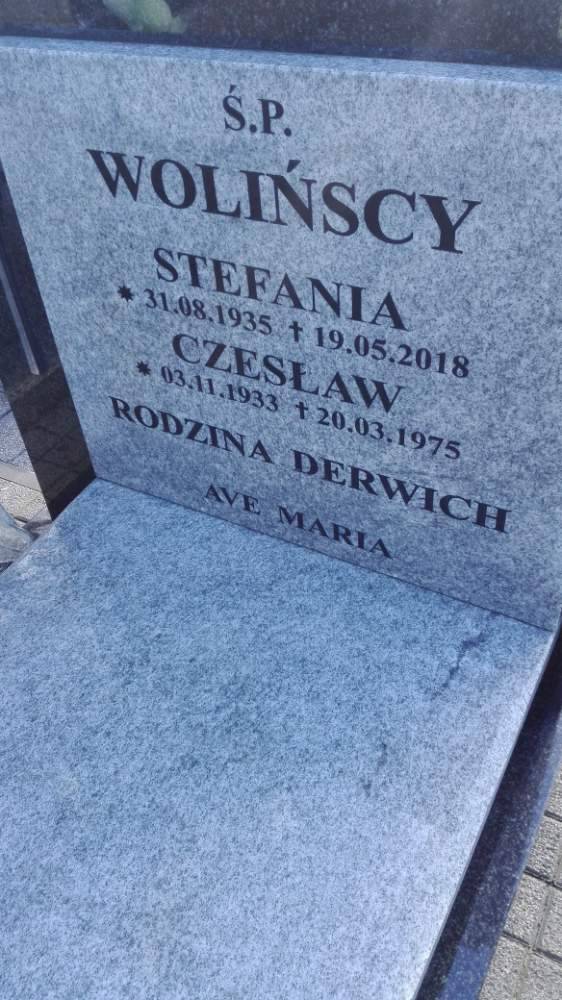 Ś.P.
WOLIŃSCY
STEFANIA
* 31.08.1935 † 19.05.2018
CZESŁAW
* 03.11.1933 † 20.03.1975
RODZINA DERWICH
AVE MARIA